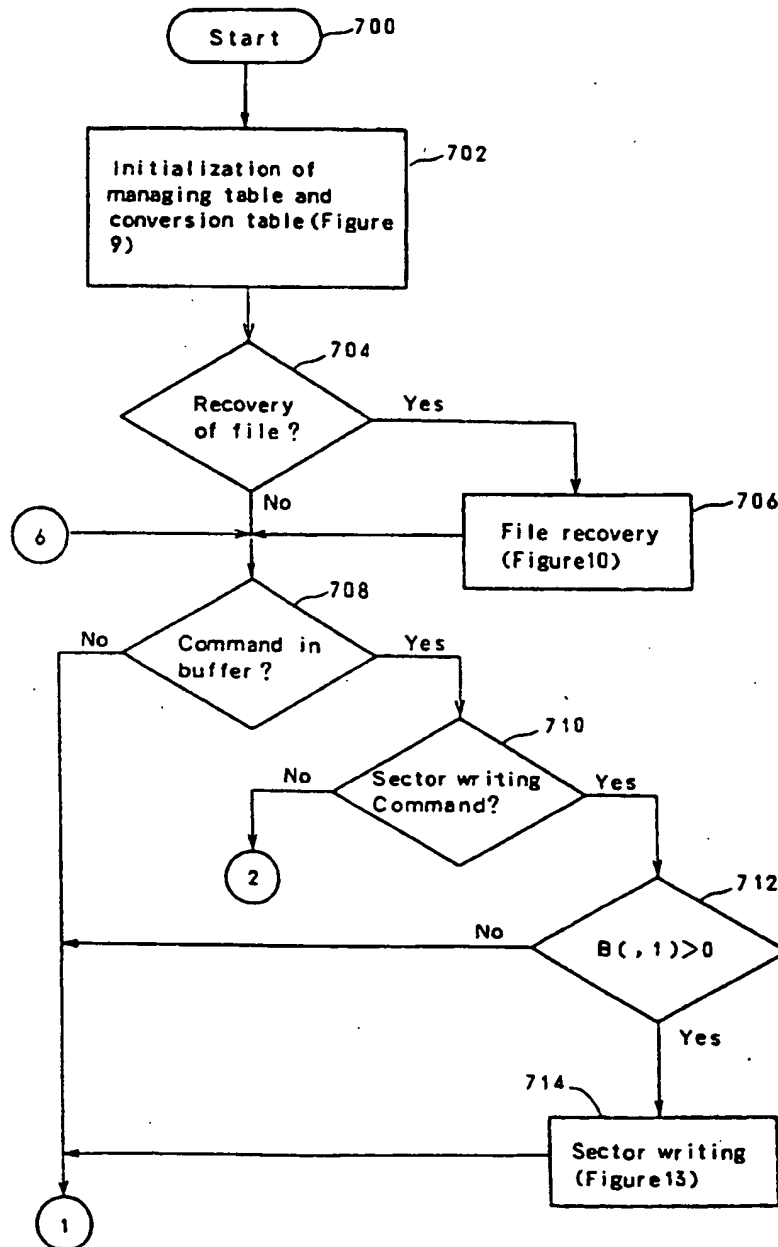 Start
700
702
Initialization of
managing table and
conversion table(Figure
9)
704
Recovery
of file?
Yes
No
706
File recovery
(Figure10)
6
708
Command in
buffer?
No
Yes
710
Sector writing
Command?
No
Yes
2
712
B(,1)>0
No
Yes
714
Sector writing
(Figure13)
1